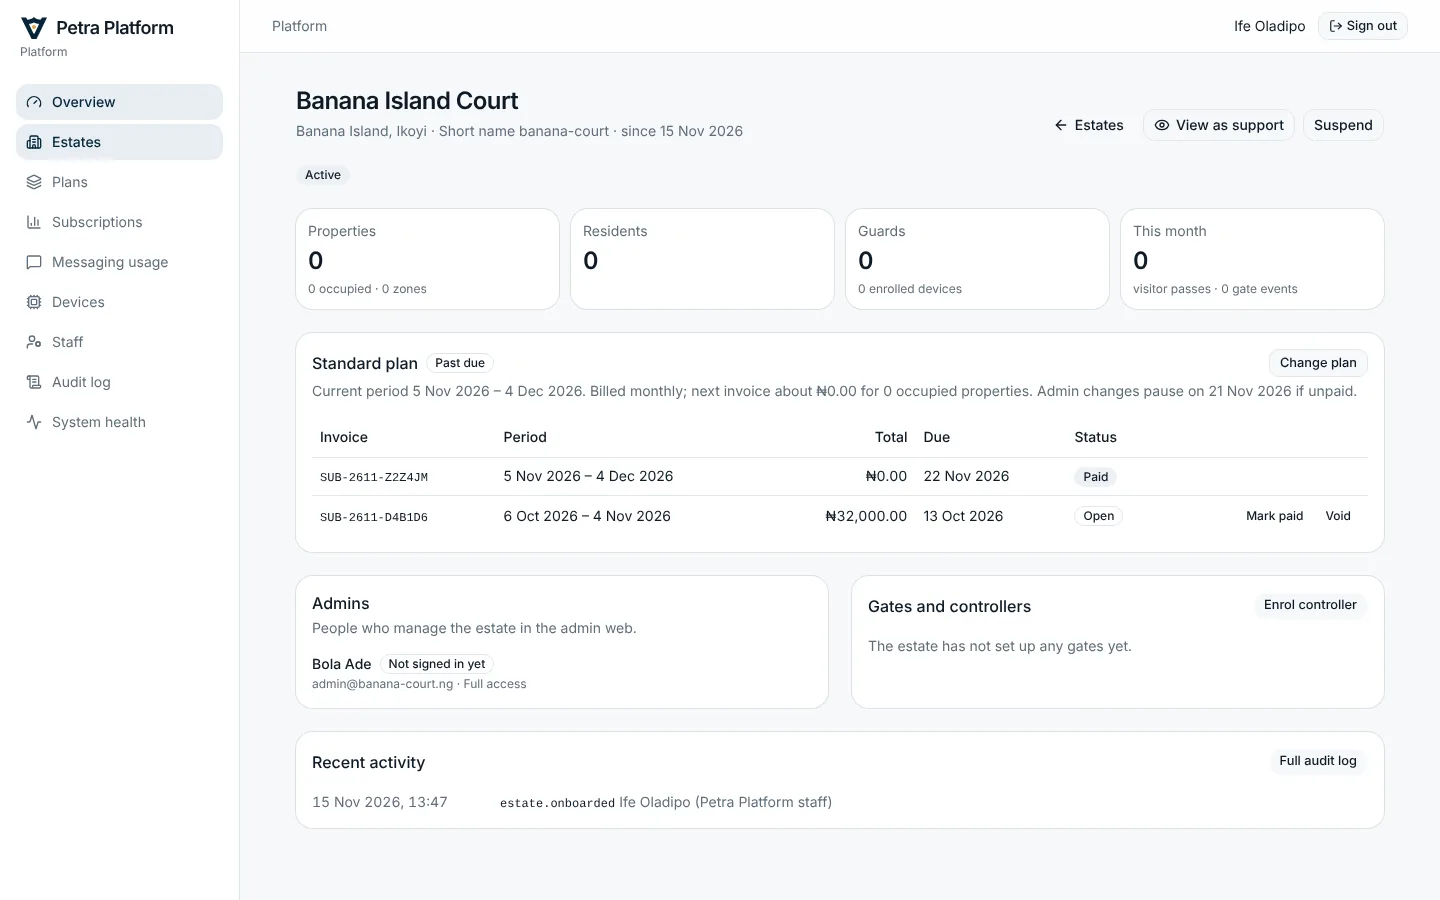 Petra Platform
Platform
Overview
Estates
Plans
Subscriptions
Messaging usage
Devices
Staff
Audit log
System health
Platform
Ife Oladipo
Sign out
Banana Island Court
Banana Island, Ikoyi · Short name banana-court · since 15 Nov 2026
Estates
View as support
Suspend
Active
Properties
0
0 occupied · 0 zones
Residents
0
Guards
0
0 enrolled devices
This month
0
visitor passes · 0 gate events
Standard plan Past due
Change plan
Current period 5 Nov 2026 – 4 Dec 2026. Billed monthly; next invoice about ₦0.00 for 0 occupied properties. Admin changes pause on 21 Nov 2026 if unpaid.
Invoice Period Total Due Status
SUB-2611-Z2Z4JM 5 Nov 2026 – 4 Dec 2026 ₦0.00 22 Nov 2026 Paid
SUB-2611-D4B1D6 6 Oct 2026 – 4 Nov 2026 ₦32,000.00 13 Oct 2026 Open Mark paid Void
Admins
People who manage the estate in the admin web.
Bola Ade Not signed in yet
admin@banana-court.ng · Full access
Gates and controllers
Enrol controller
The estate has not set up any gates yet.
Recent activity
Full audit log
15 Nov 2026, 13:47 estate.onboarded Ife Oladipo (Petra Platform staff)